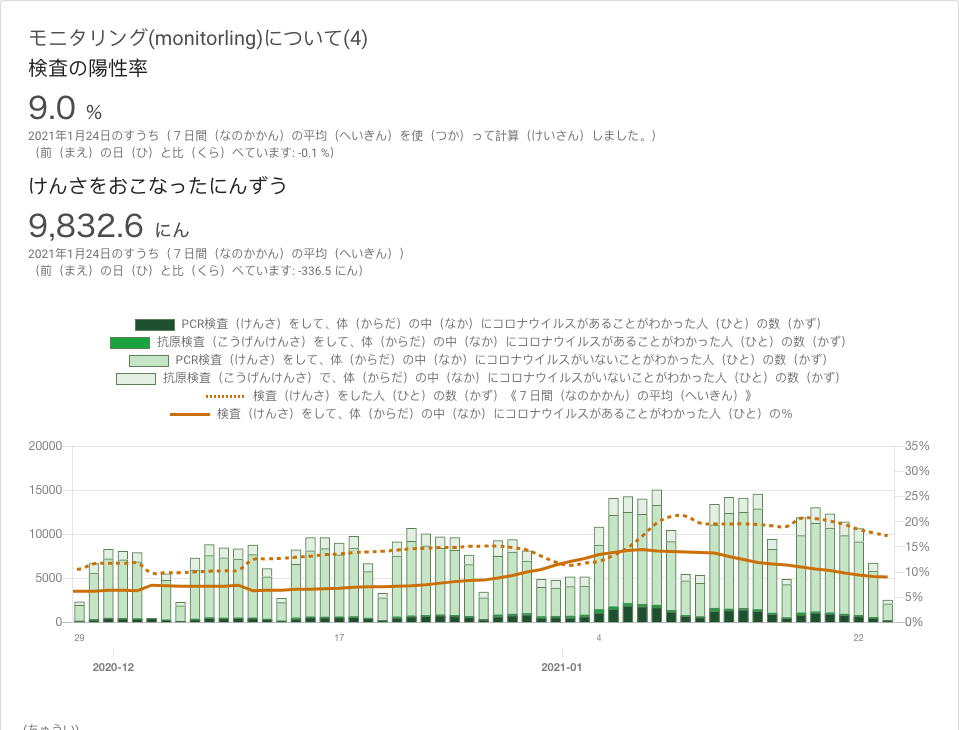 モニタリング(monitorling)について(4)
検査の陽性率
9.0 %
2021年1月24日のすうち（７日間（なのかかん）の平均（へいきん）を使（つか）って計算（けいさん）しました。）
（前（まえ）の日（ひ）と比（くら）べています: -0.1 %）
けんさをおこなったにんずう
9,832.6 にん
2021年1月24日のすうち（７日間（なのかかん）の平均（へいきん））
（前（まえ）の日（ひ）と比（くら）べています: -336.5 にん）
PCR検査（けんさ）をして、体（からだ）の中（なか）にコロナウイルスがあることがわかった人（ひと）の数（かず）
抗原検査（こうげんけんさ）をして、体（からだ）の中（なか）にコロナウイルスがあることがわかった人（ひと）の数（かず）
PCR検査（けんさ）をして、体（からだ）の中（なか）にコロナウイルスがいないことがわかった人（ひと）の数（かず）
抗原検査（こうげんけんさ）で、体（からだ）の中（なか）にコロナウイルスがいないことがわかった人（ひと）の数（かず）
検査（けんさ）をした人（ひと）の数（かず）《７日間（なのかかん）の平均（へいきん）》
検査（けんさ）をして、体（からだ）の中（なか）にコロナウイルスがあることがわかった人（ひと）の％
20000 35%
30%
15000 25%
20%
10000 15%
5000 10%
5%
0 0%
29 17 4 22
2020-12 2021-01
(ちゅうい)